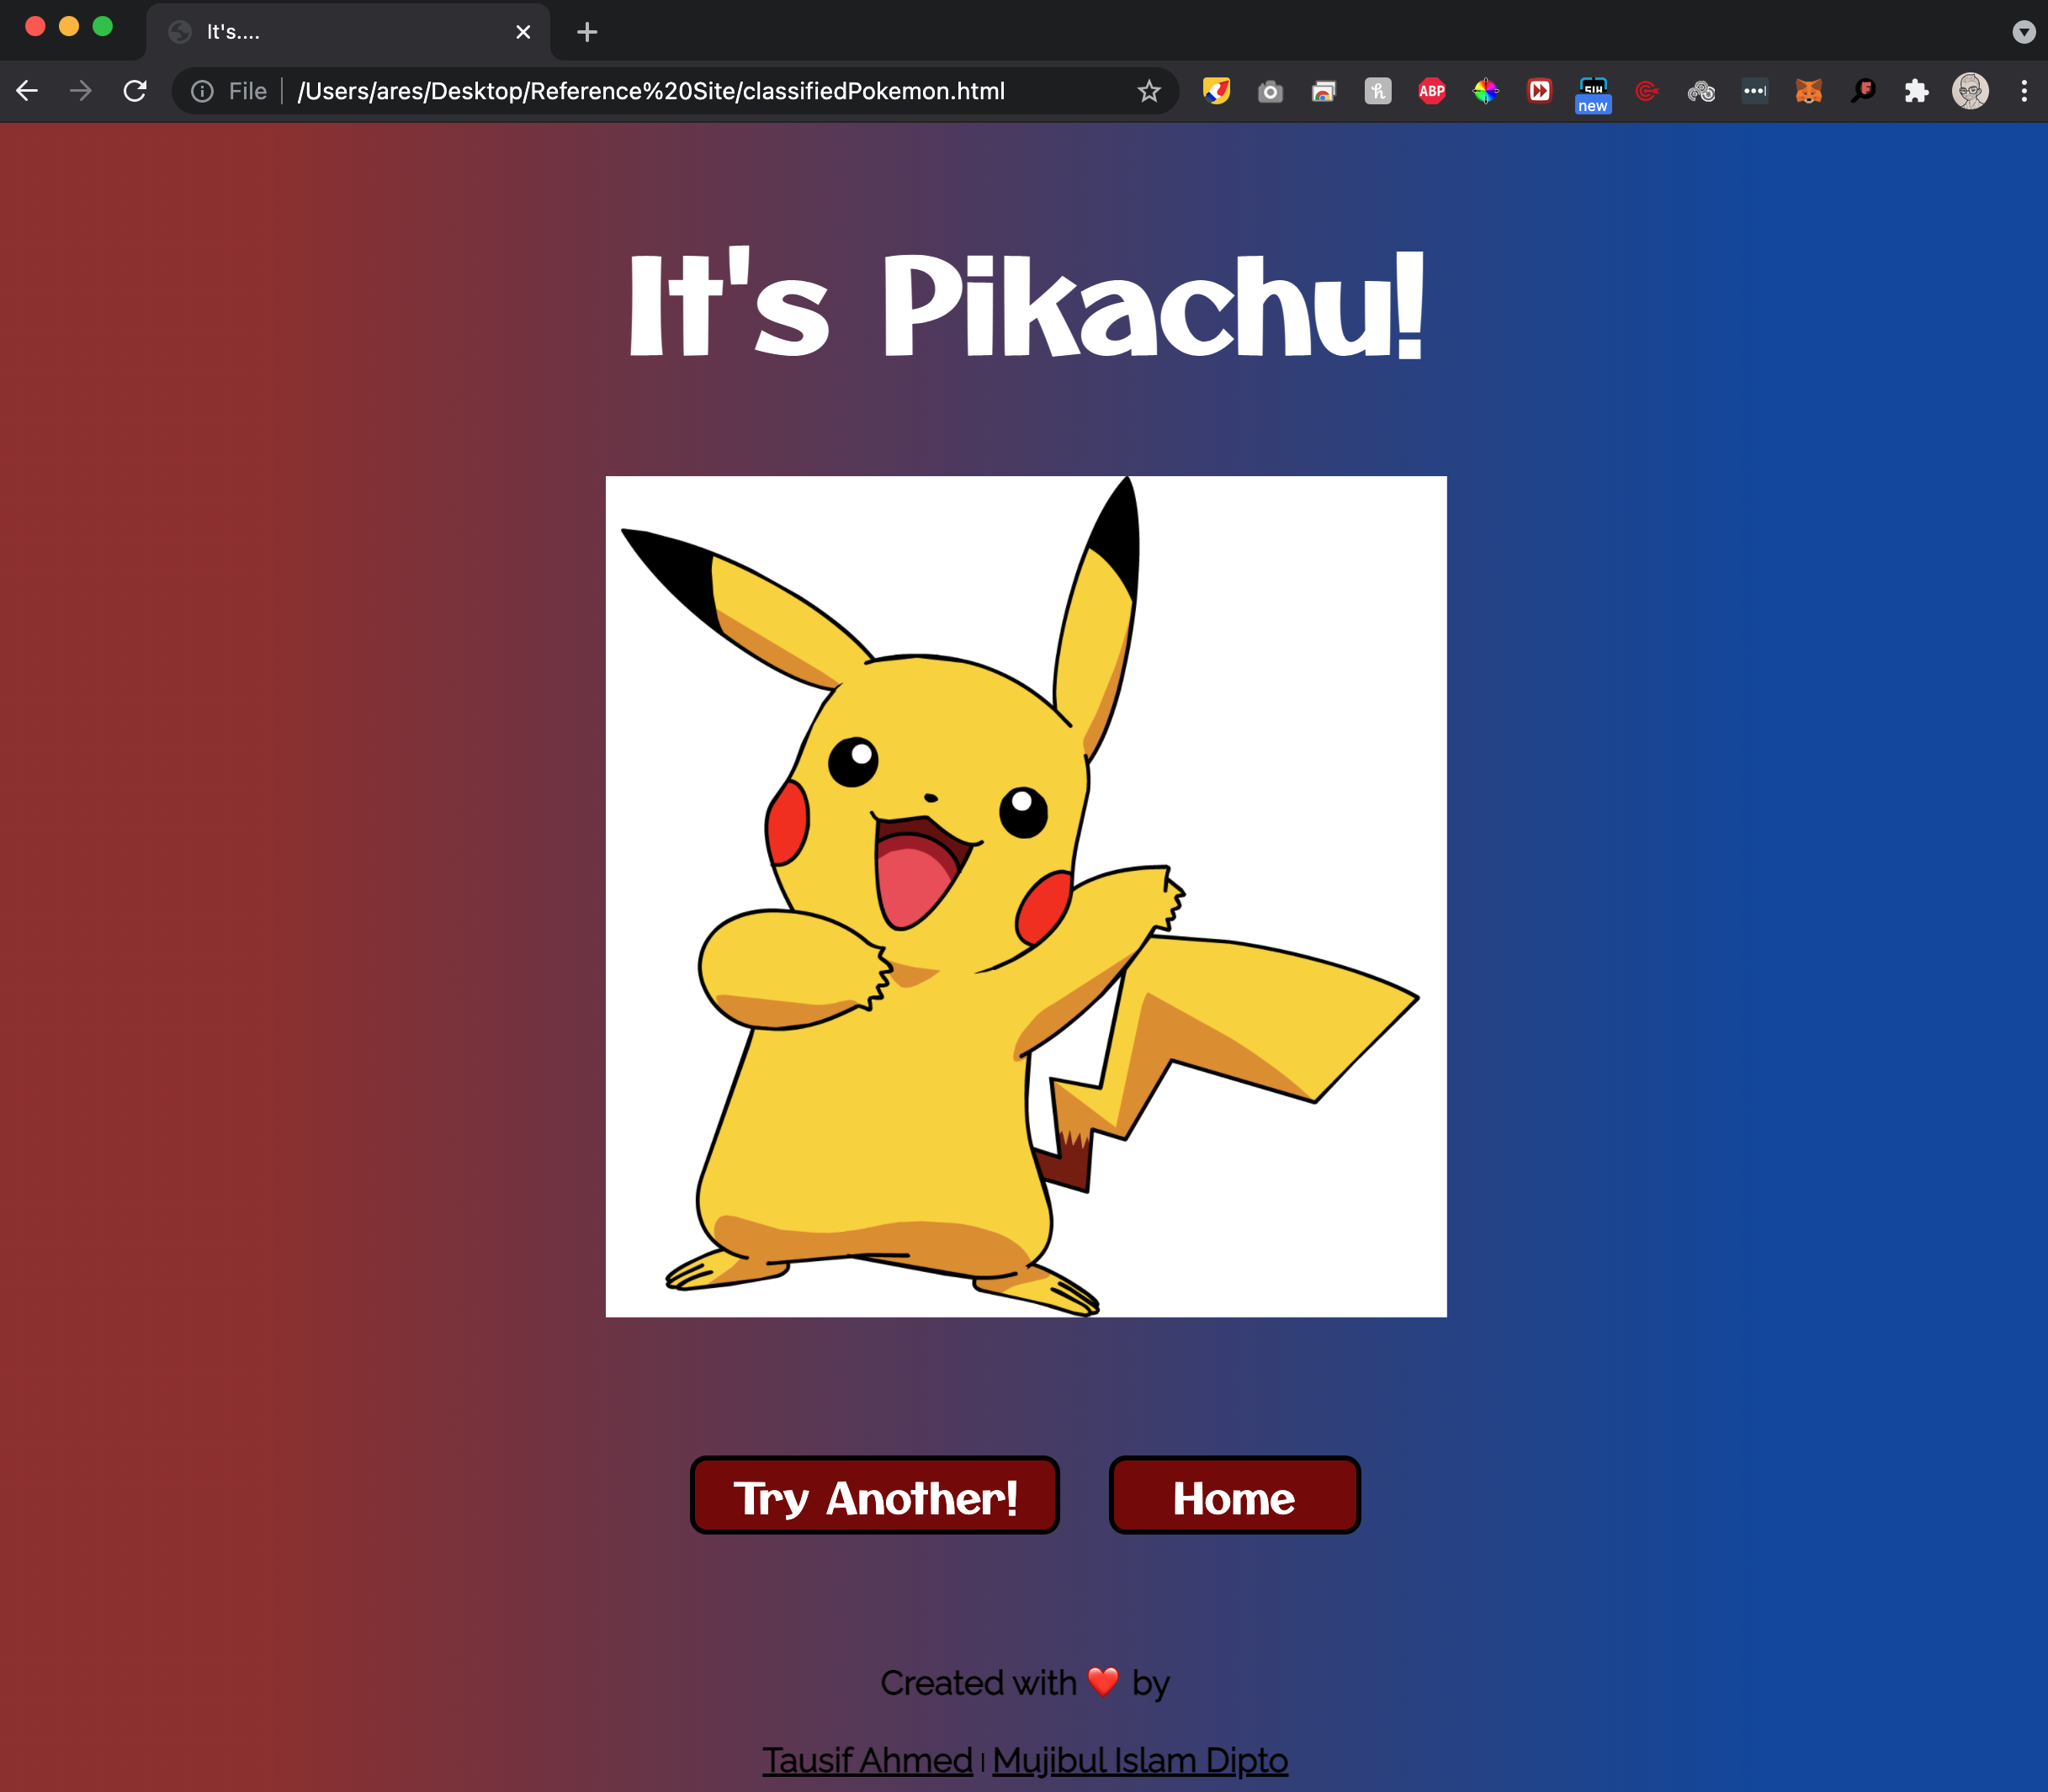 It's....
File
/Users/ares/Desktop/Reference%20Site/classifiedPokemon.html
ABP
new
It's Pikachu!
Try Another! Home
Created with ❤️ by
Tausif Ahmed | Mujibul Islam Dipto